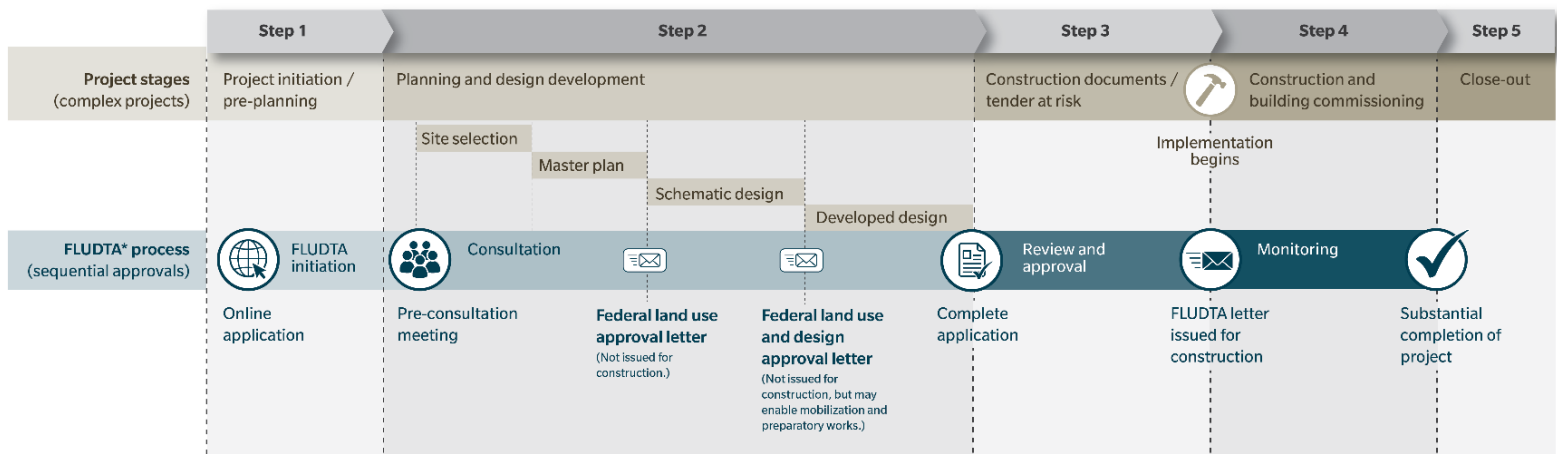 Step 1
Step 2
Step 3
Step 4
Step 5
Project stages
(complex projects)
Project initiation /
pre-planning
Planning and design development
Construction documents /
tender at risk
Construction and
building commissioning
Close-out
Implementation
begins
Site selection
Master plan
Schematic design
Developed design
FLUDTA* process
(sequential approvals)
FLUDTA
initiation
Consultation
Review and
approval
Monitoring
Online
application
Pre-consultation
meeting
Federal land use
approval letter
(Not issued for
construction.)
Federal land use
and design
approval letter
(Not issued for
construction, but may
enable mobilization and
preparatory works.)
Complete
application
FLUDTA letter
issued for
construction
Substantial
completion of
project